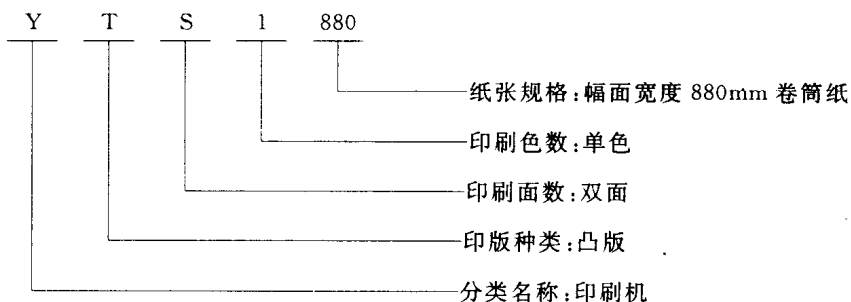 Y T S 1 880
纸张规格:幅面宽度 880mm 卷筒纸
印刷色数:单色
印刷面数:双面
印版种类:凸版
分类名称:印刷机